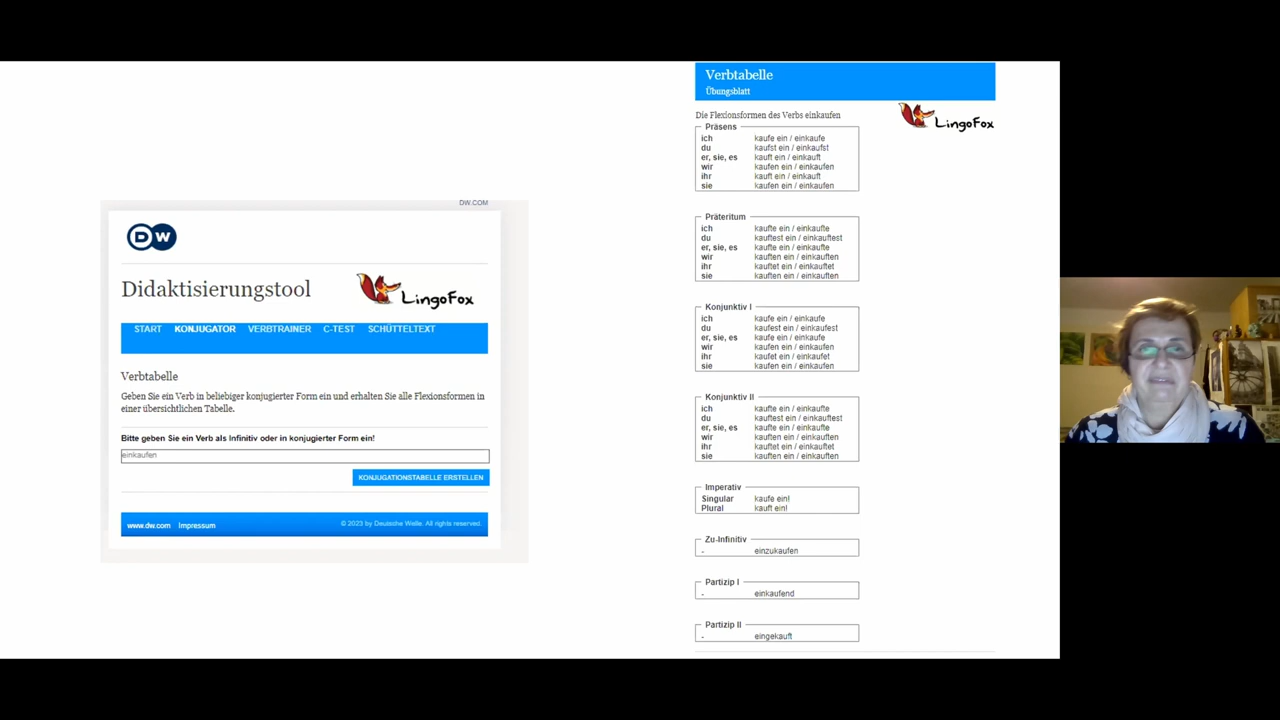 DW.COM
DW
Didaktisierungstool
LingoFox
START KONJUGATOR VERBTRAINER C-TEST SCHÜTTELTEXT
Verbtabelle
Geben Sie ein Verb in beliebiger konjugierter Form ein und erhalten Sie alle Flexionsformen in
einer übersichtlichen Tabelle.
Bitte geben Sie ein Verb als Infinitiv oder in konjugierter Form ein!
einkaufen
KONJUGATIONSTABELLE ERSTELLEN
www.dw.com Impressum © 2023 by Deutsche Welle. All rights reserved.
Verbtabelle
Übungsblatt
LingoFox
Die Flexionsformen des Verbs einkaufen
Präsens
ich kaufe ein / einkaufe
du kaufst ein / einkaufst
er, sie, es kauft ein / einkauft
wir kaufen ein / einkaufen
ihr kauft ein / einkauft
sie kaufen ein / einkaufen
Präteritum
ich kaufte ein / einkaufte
du kauftest ein / einkauftest
er, sie, es kaufte ein / einkaufte
wir kauften ein / einkauften
ihr kauftet ein / einkauftet
sie kauften ein / einkauften
Konjunktiv I
ich kaufe ein / einkaufe
du kaufest ein / einkaufest
er, sie, es kaufe ein / einkaufe
wir kaufen ein / einkaufen
ihr kaufet ein / einkaufet
sie kaufen ein / einkaufen
Konjunktiv II
ich kaufte ein / einkaufte
du kauftest ein / einkauftest
er, sie, es kaufte ein / einkaufte
wir kauften ein / einkauften
ihr kauftet ein / einkauftet
sie kauften ein / einkauften
Imperativ
Singular kaufe ein!
Plural kauft ein!
Zu-Infinitiv
- einzukaufen
Partizip I
- einkaufend
Partizip II
- eingekauft